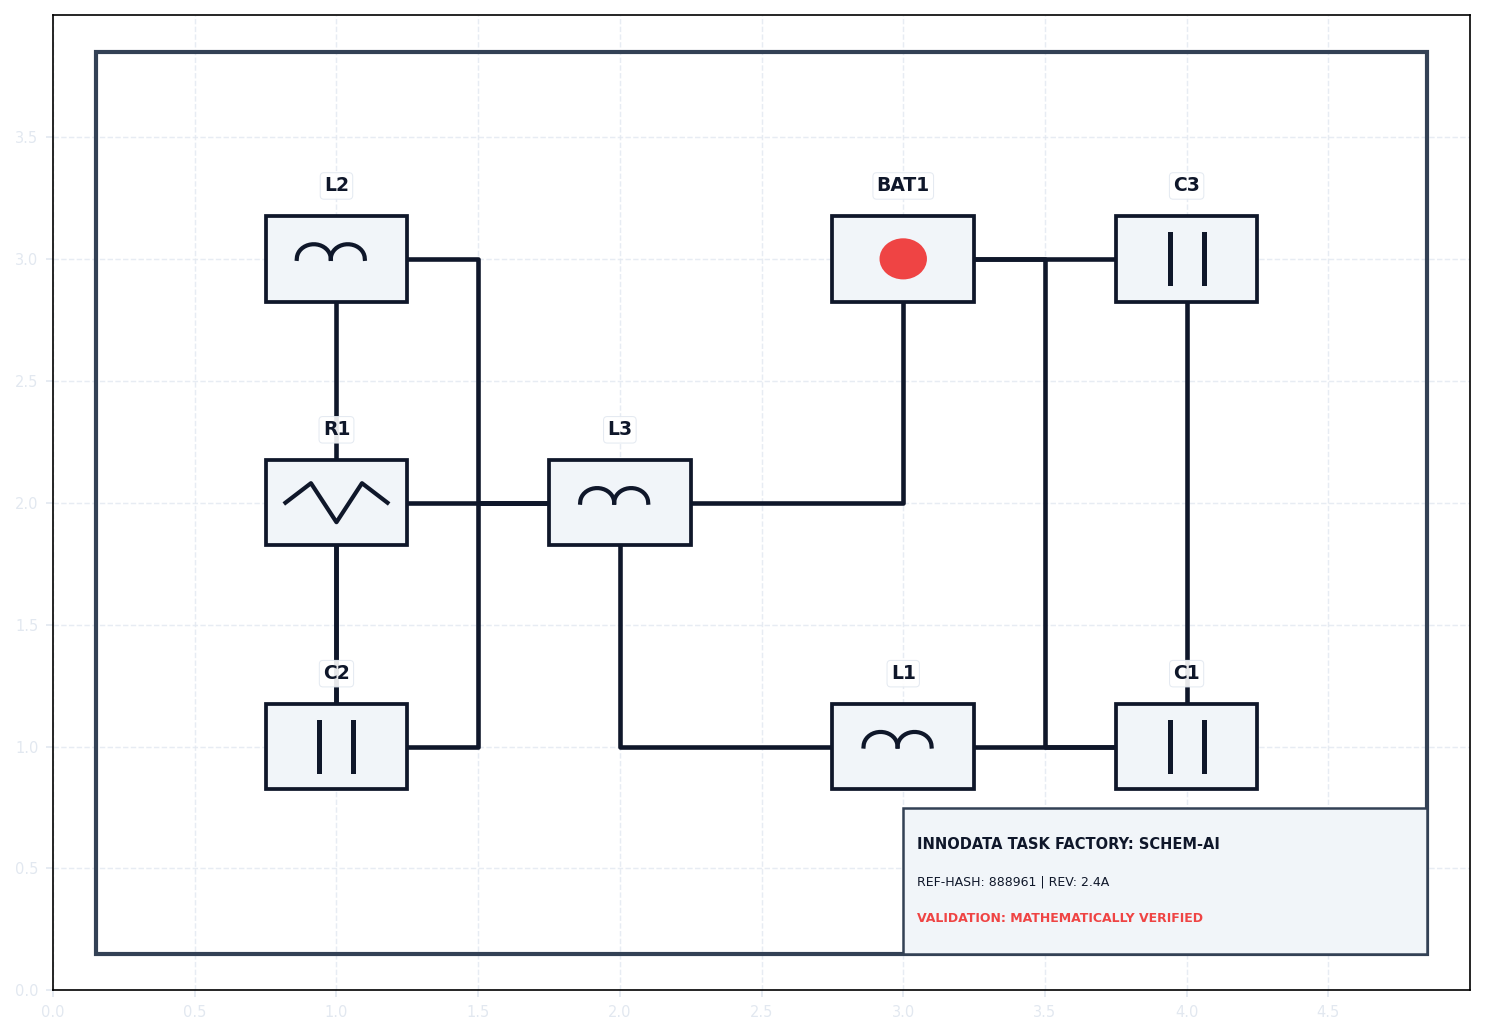 L2
BAT1
C3
R1
L3
C2
L1
C1
INNODATA TASK FACTORY: SCHEM-AI
REF-HASH: 888961 | REV: 2.4A
VALIDATION: MATHEMATICALLY VERIFIED
3.5
3.0
2.5
2.0
1.5
1.0
0.5
0.0
0.0 0.5 1.0 1.5 2.0 2.5 3.0 3.5 4.0 4.5